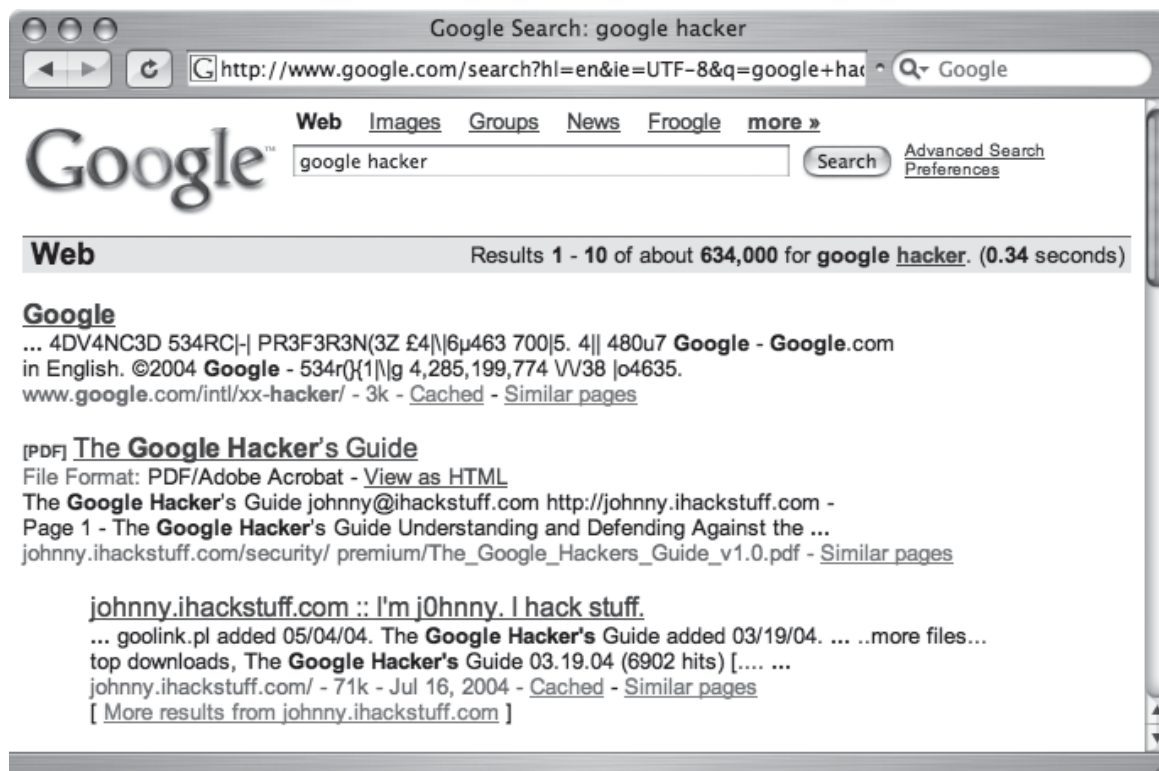 Google Search: google hacker
http://www.google.com/search?hl=en&ie=UTF-8&q=google+hac
Google
Google™
Web Images Groups News Froogle more »
google hacker
Search
Advanced Search
Preferences
Web
Results 1 - 10 of about 634,000 for google hacker. (0.34 seconds)
Google
... 4DV4NC3D 534RC|-| PR3F3R3N(3Z £4|\|6µ463 700|5. 4|| 480u7 Google - Google.com
in English. ©2004 Google - 534r(}{1|\|g 4,285,199,774 \/\/38 |o4635.
www.google.com/intl/xx-hacker/ - 3k - Cached - Similar pages
[PDF] The Google Hacker's Guide
File Format: PDF/Adobe Acrobat - View as HTML
The Google Hacker's Guide johnny@ihackstuff.com http://johnny.ihackstuff.com -
Page 1 - The Google Hacker's Guide Understanding and Defending Against the ...
johnny.ihackstuff.com/security/ premium/The_Google_Hackers_Guide_v1.0.pdf - Similar pages
johnny.ihackstuff.com :: I'm j0hnny. I hack stuff.
... goolink.pl added 05/04/04. The Google Hacker's Guide added 03/19/04. ... ..more files...
top downloads, The Google Hacker's Guide 03.19.04 (6902 hits) [.... ...
johnny.ihackstuff.com/ - 71k - Jul 16, 2004 - Cached - Similar pages
[ More results from johnny.ihackstuff.com ]